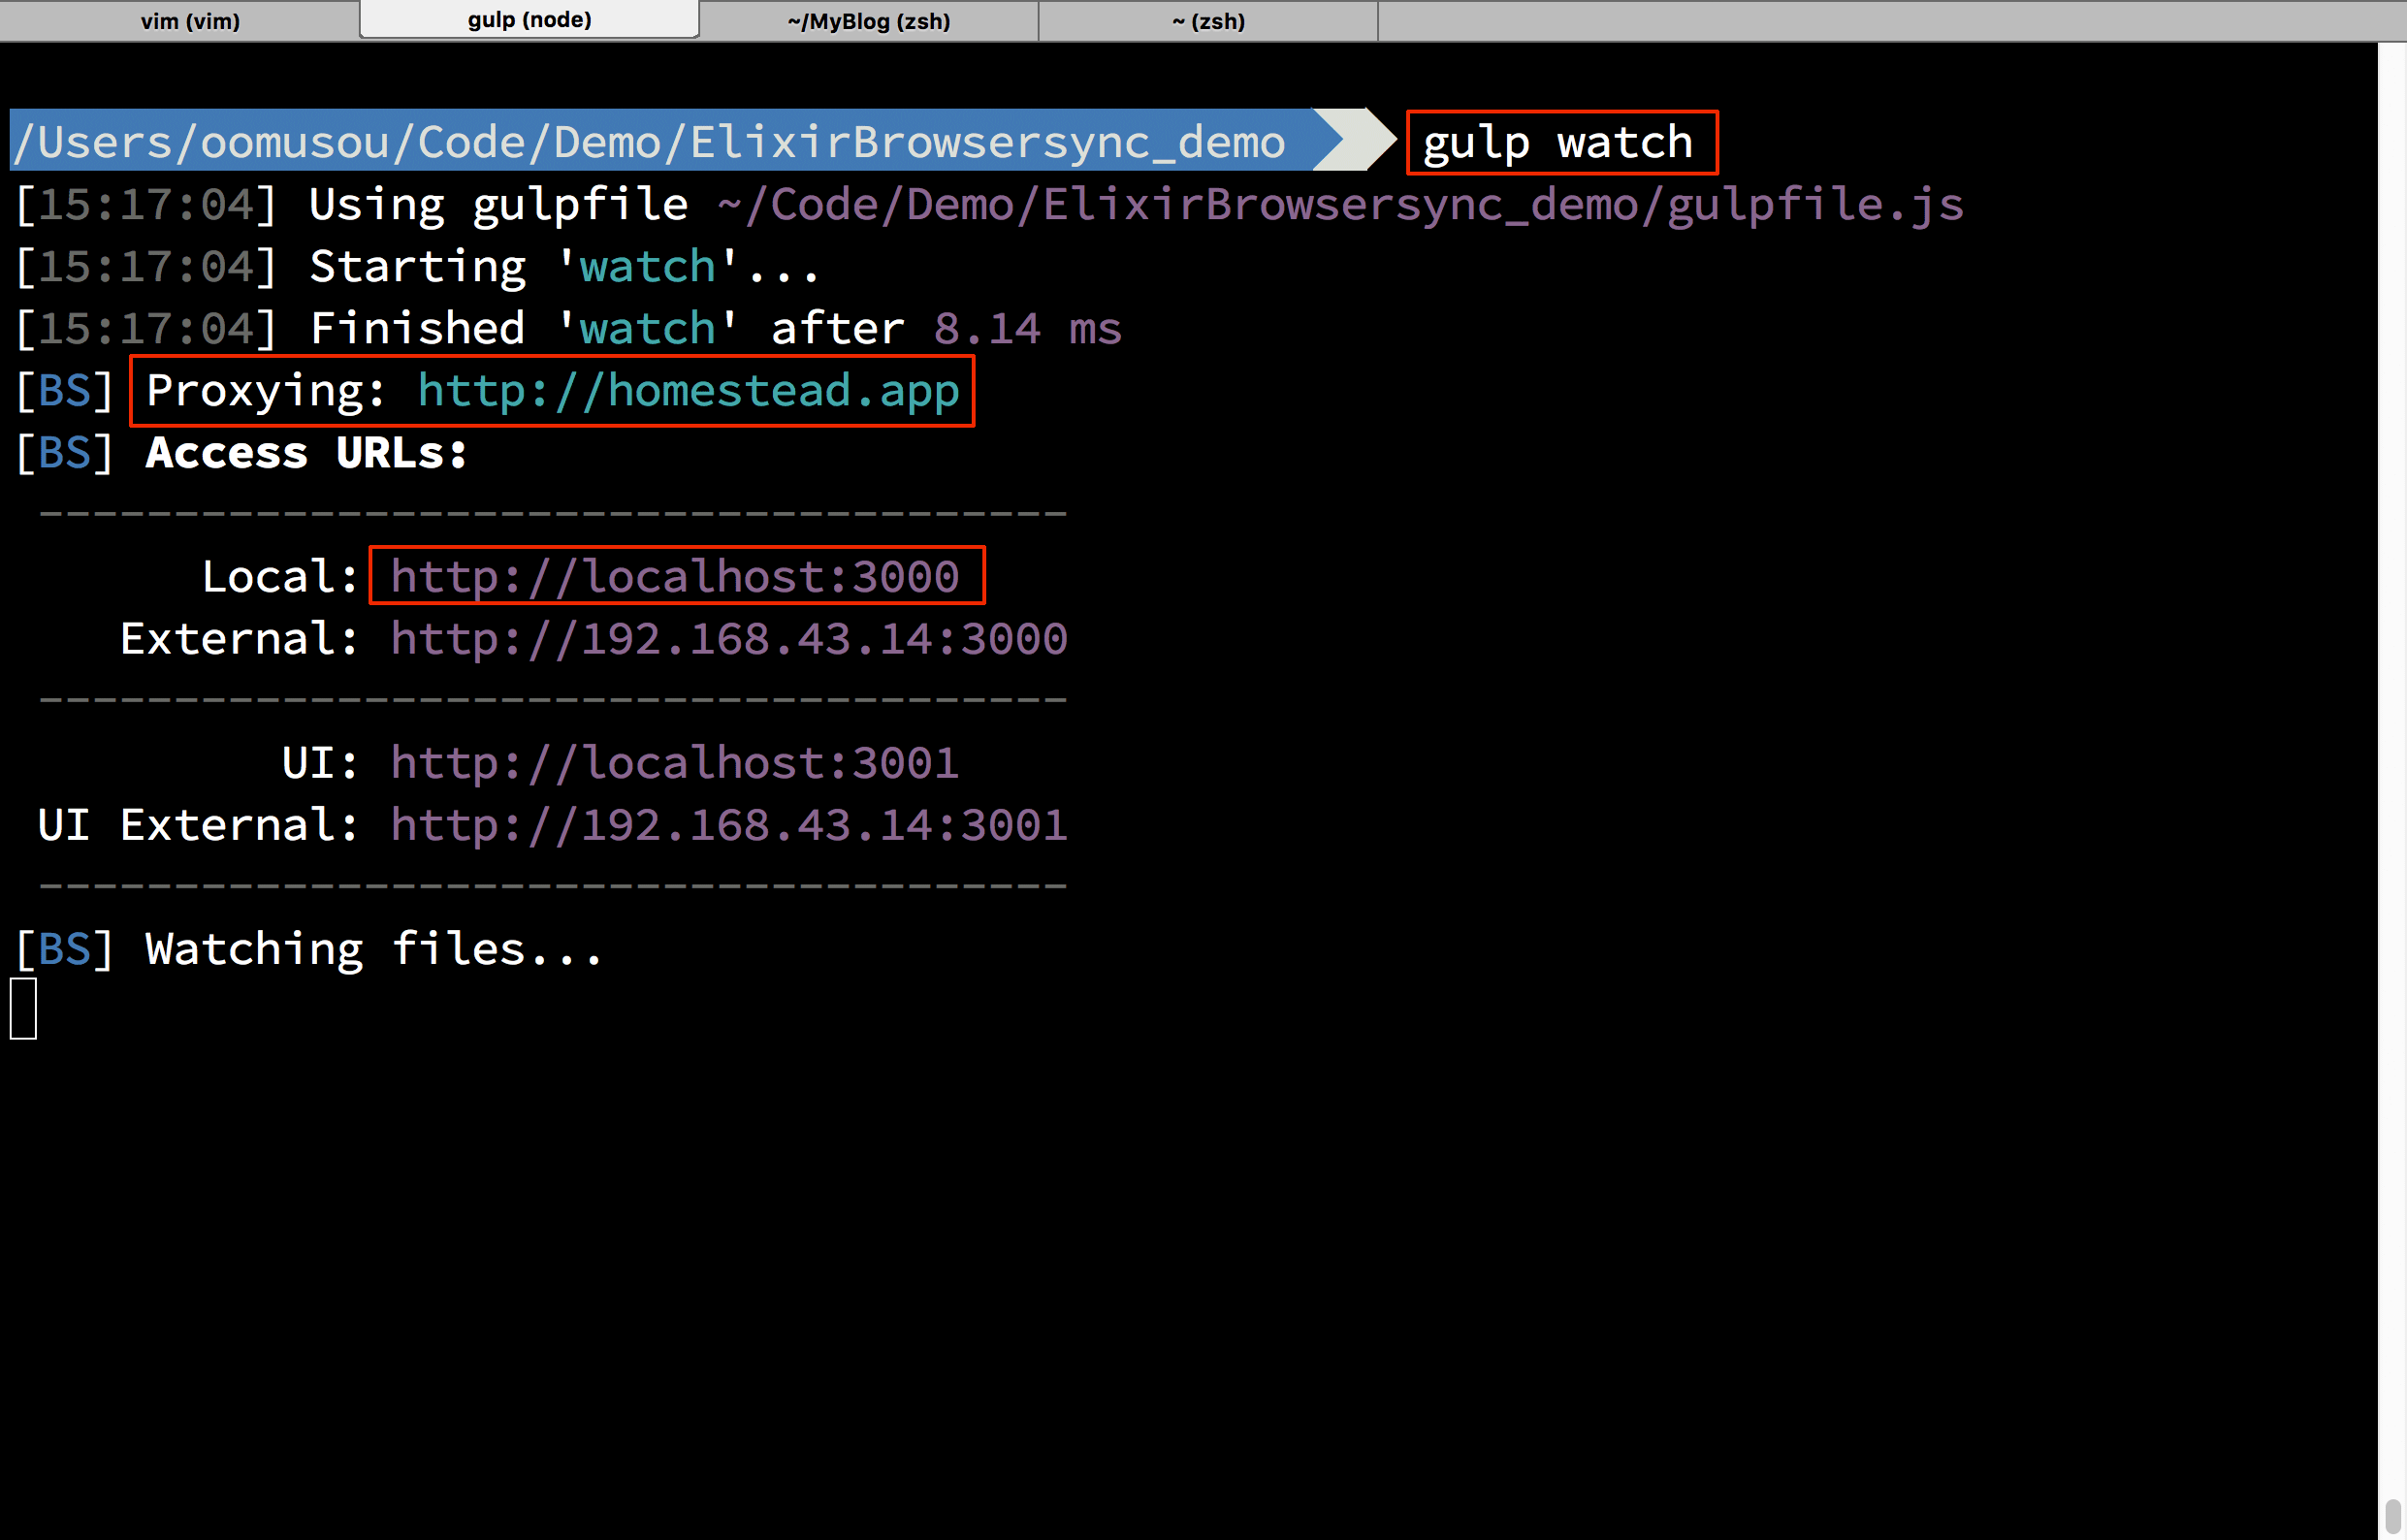 vim (vim) gulp (node) ~/MyBlog (zsh) ~ (zsh)
/Users/oomusou/Code/Demo/ElixirBrowsersync_demo gulp watch
[15:17:04] Using gulpfile ~/Code/Demo/ElixirBrowsersync_demo/gulpfile.js
[15:17:04] Starting 'watch'...
[15:17:04] Finished 'watch' after 8.14 ms
[BS] Proxying: http://homestead.app
[BS] Access URLs:
--------------------------------------
Local: http://localhost:3000
External: http://192.168.43.14:3000
--------------------------------------
UI: http://localhost:3001
UI External: http://192.168.43.14:3001
--------------------------------------
[BS] Watching files...